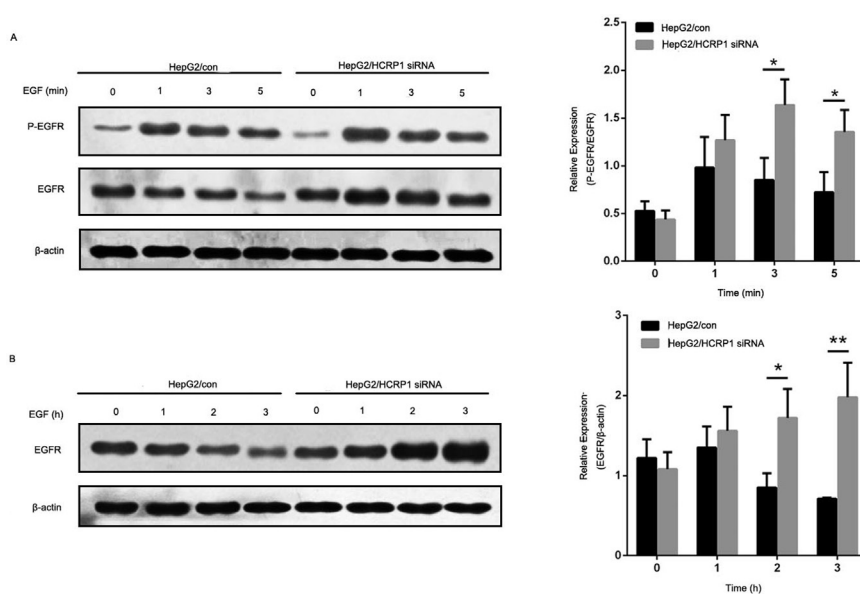 A
HepG2/con HepG2/HCRP1 siRNA
EGF (min) 0 1 3 5 0 1 3 5
P-EGFR
EGFR
β-actin
2.5
2.0
1.5
1.0
0.5
0.0
Relative Expression
(P-EGFR/EGFR)
HepG2/con
HepG2/HCRP1 siRNA
* *
0 1 3 5
Time (min)
B
HepG2/con HepG2/HCRP1 siRNA
EGF (h) 0 1 2 3 0 1 2 3
EGFR
β-actin
3
2
1
0
Relative Expression-
(EGFR/β-actin)
HepG2/con
HepG2/HCRP1 siRNA
* **
0 1 2 3
Time (h)